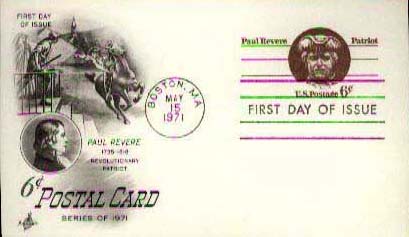 FIRST DAY
OF ISSUE
PAUL REVERE
REVOLUTIONARY
PATRIOT
6¢ POSTAL CARD
SERIES OF 1971
BOSTON, MA
MAY
15
1971
Paul Revere Patriot
U.S. Postage 6¢
FIRST DAY OF ISSUE